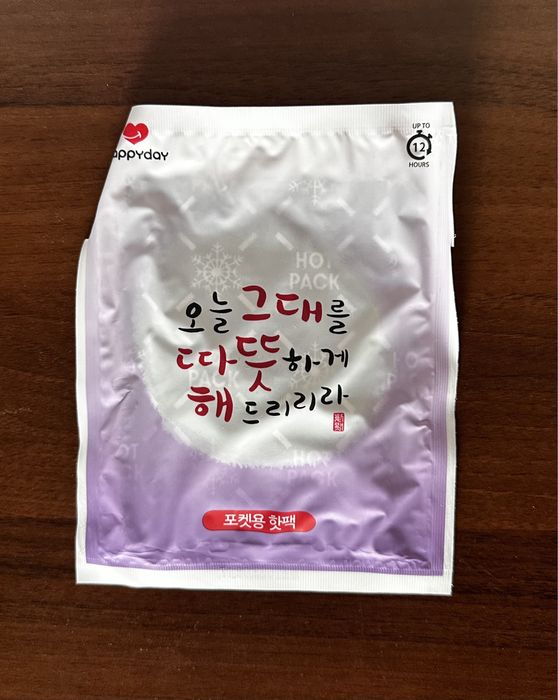 appyday
UP TO
12
HOURS
HOT
PACK
오늘 그대를
따뜻하게
해 드리리라
포켓용 핫팩